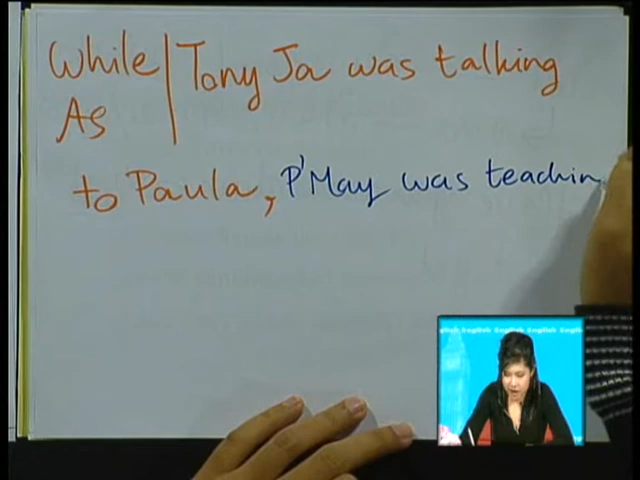 While | Tony Ja was talking
As
to Paula, P'May was teachin
English English English English